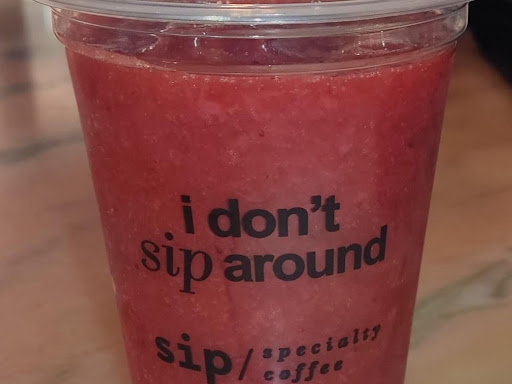 i don't
sip around
sip/specialty
coffee